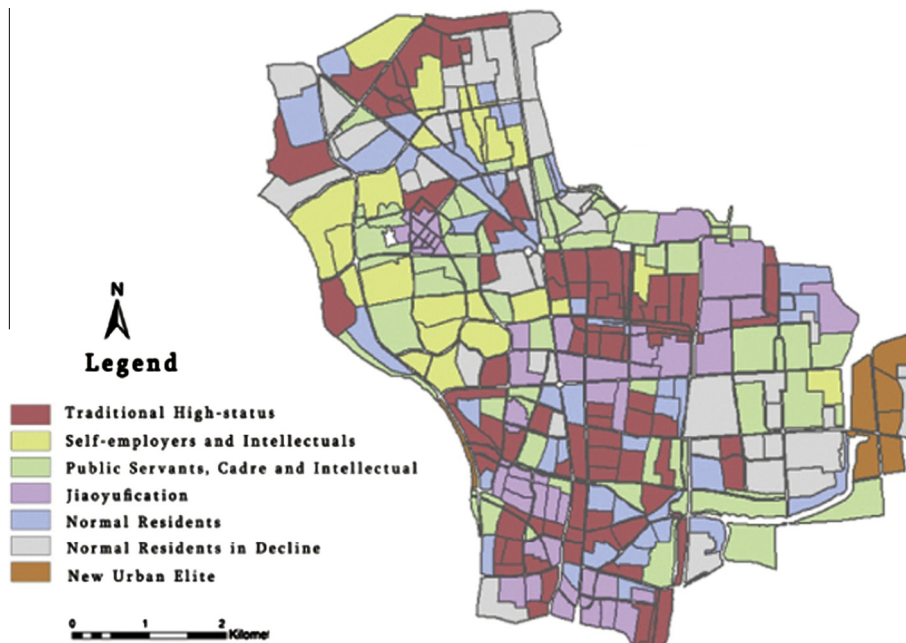 N
Legend
Traditional High-status
Self-employers and Intellectuals
Public Servants, Cadre and Intellectual
Jiaoyufication
Normal Residents
Normal Residents in Decline
New Urban Elite
0 1 2
Kilomet